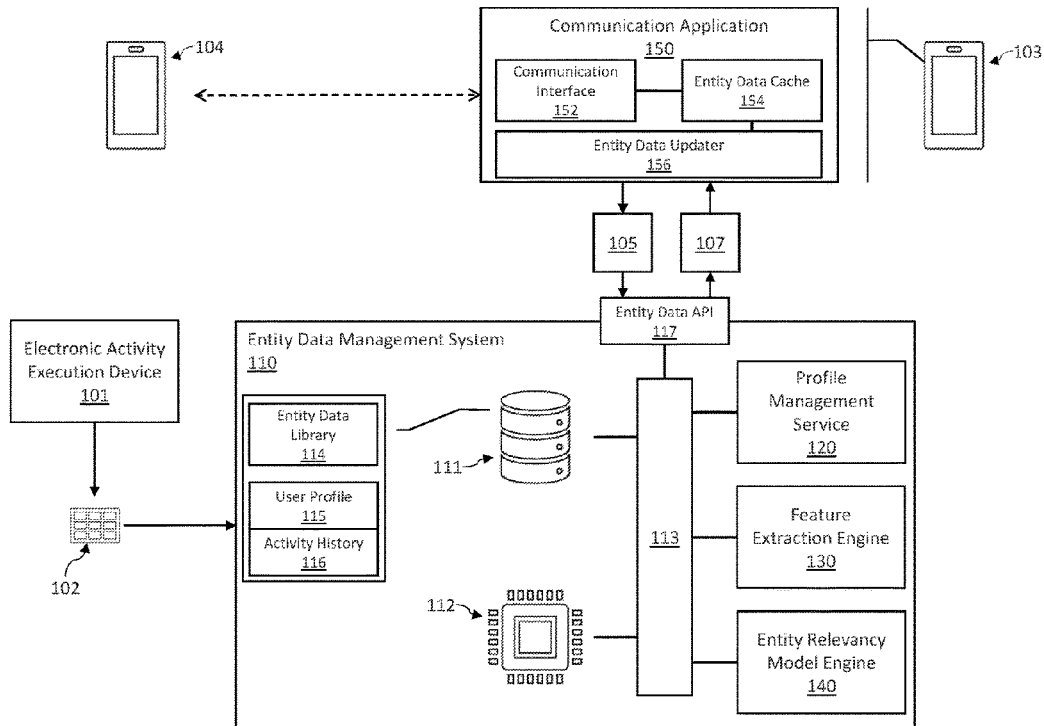 104
Communication Application
150
Communication
Interface
152
Entity Data Cache
154
Entity Data Updater
156
103
105
107
Entity Data API
117
Electronic Activity
Execution Device
101
102
Entity Data Management System
110
Entity Data
Library
114
User Profile
115
Activity History
116
111
112
113
Profile
Management
Service
120
Feature
Extraction Engine
130
Entity Relevancy
Model Engine
140